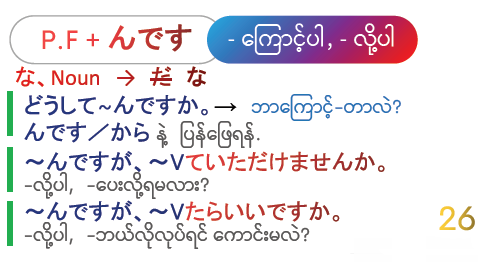 P.F + んです - ကြောင့်ပါ, - လို့ပါ
な、Noun → だ な
どうして~んですか。→ ဘာကြောင့်-တာလဲ?
んです／から နဲ့ ပြန်ဖြေရန်.
～んですが、～Vていただけませんか。
-လို့ပါ, -ပေးလို့ရမလား?
～んですが、～Vたらいいですか。
-လို့ပါ, -ဘယ်လိုလုပ်ရင် ကောင်းမလဲ?
26